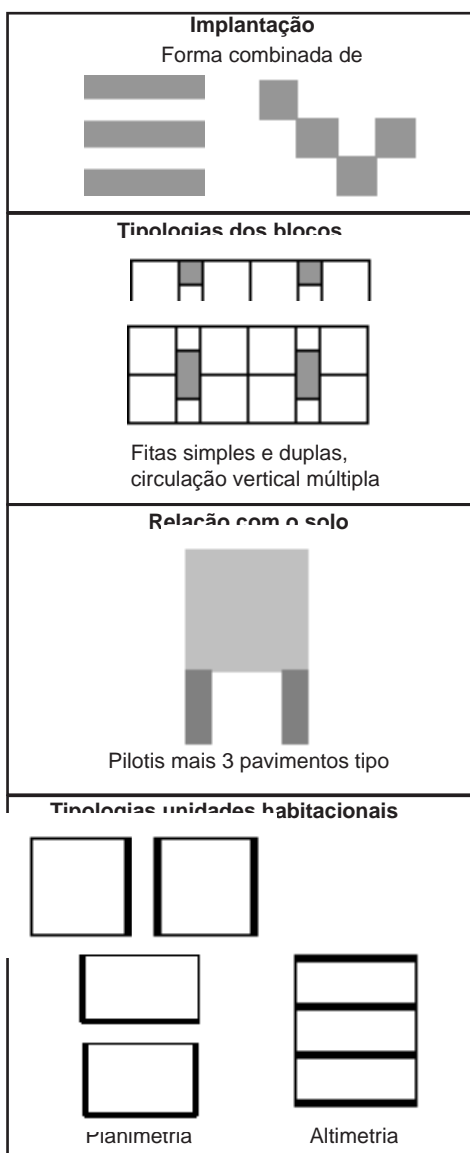 Implantação
Forma combinada de
Tipologias dos blocos
Fitas simples e duplas,
circulação vertical múltipla
Relação com o solo
Pilotis mais 3 pavimentos tipo
Tipologias unidades habitacionais
Planimetria Altimetria